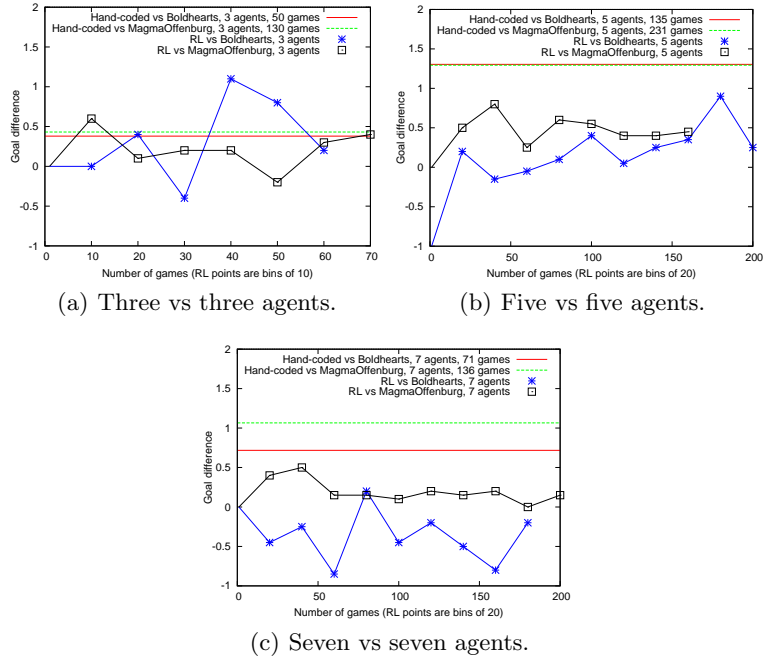 Hand-coded vs Boldhearts, 3 agents, 50 games
Hand-coded vs MagmaOffenburg, 3 agents, 130 games
RL vs Boldhearts, 3 agents
RL vs MagmaOffenburg, 3 agents
2
1.5
1
0.5
0
-0.5
-1
Goal difference
0 10 20 30 40 50 60 70
Number of games (RL points are bins of 10)
(a) Three vs three agents.
Hand-coded vs Boldhearts, 5 agents, 135 games
Hand-coded vs MagmaOffenburg, 5 agents, 231 games
RL vs Boldhearts, 5 agents
RL vs MagmaOffenburg, 5 agents
2
1.5
1
0.5
0
-0.5
-1
Goal difference
0 50 100 150 200
Number of games (RL points are bins of 20)
(b) Five vs five agents.
Hand-coded vs Boldhearts, 7 agents, 71 games
Hand-coded vs MagmaOffenburg, 7 agents, 136 games
RL vs Boldhearts, 7 agents
RL vs MagmaOffenburg, 7 agents
2
1.5
1
0.5
0
-0.5
-1
Goal difference
0 50 100 150 200
Number of games (RL points are bins of 20)
(c) Seven vs seven agents.